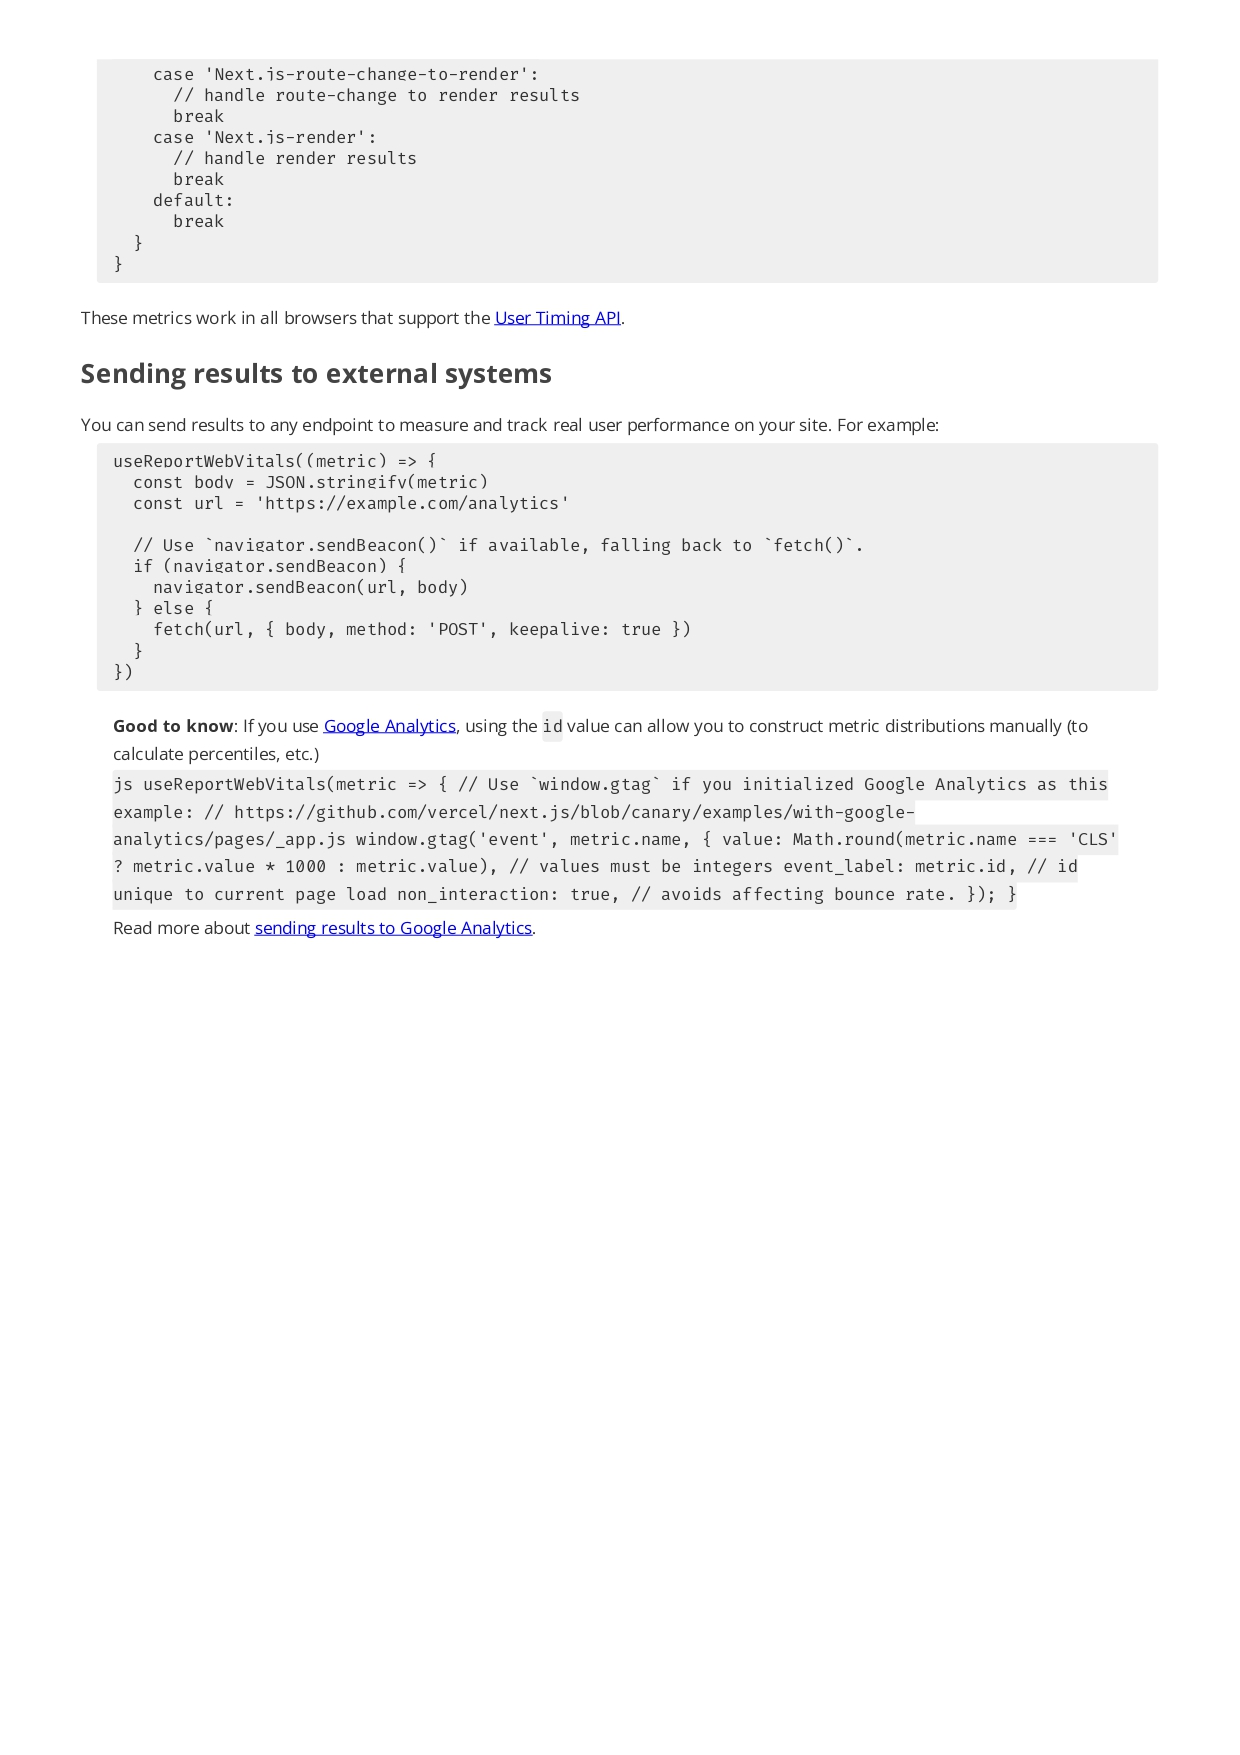 case 'Next.js-route-change-to-render':
      // handle route-change to render results
      break
    case 'Next.js-render':
      // handle render results
      break
    default:
      break
  }
}
These metrics work in all browsers that support the User Timing API.
Sending results to external systems
You can send results to any endpoint to measure and track real user performance on your site. For example:
useReportWebVitals((metric) => {
  const body = JSON.stringify(metric)
  const url = 'https://example.com/analytics'

  // Use `navigator.sendBeacon()` if available, falling back to `fetch()`.
  if (navigator.sendBeacon) {
    navigator.sendBeacon(url, body)
  } else {
    fetch(url, { body, method: 'POST', keepalive: true })
  }
})
Good to know: If you use Google Analytics, using the id value can allow you to construct metric distributions manually (to
calculate percentiles, etc.)
js useReportWebVitals(metric => { // Use `window.gtag` if you initialized Google Analytics as this
example: // https://github.com/vercel/next.js/blob/canary/examples/with-google-
analytics/pages/_app.js window.gtag('event', metric.name, { value: Math.round(metric.name === 'CLS'
? metric.value * 1000 : metric.value), // values must be integers event_label: metric.id, // id
unique to current page load non_interaction: true, // avoids affecting bounce rate. }); }
Read more about sending results to Google Analytics.